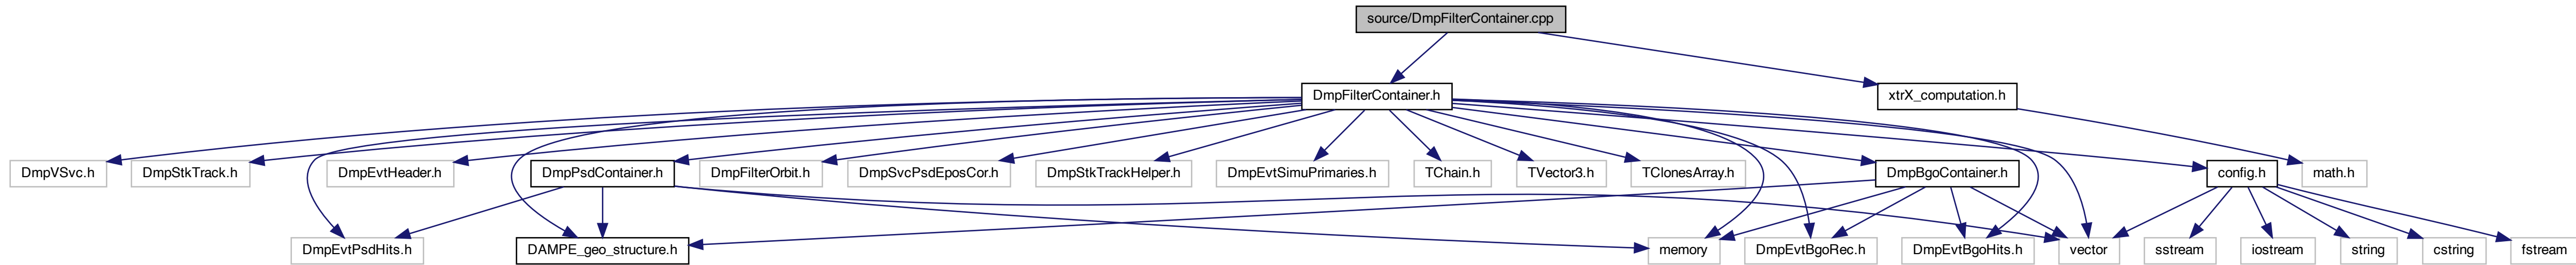 source/DmpFilterContainer.cpp
DmpFilterContainer.h
xtrX_computation.h
DmpVSvc.h
DmpStkTrack.h
DmpEvtHeader.h
DmpPsdContainer.h
DmpFilterOrbit.h
DmpSvcPsdEposCor.h
DmpStkTrackHelper.h
DmpEvtSimuPrimaries.h
TChain.h
TVector3.h
TClonesArray.h
DmpBgoContainer.h
config.h
math.h
DmpEvtPsdHits.h
DAMPE_geo_structure.h
memory
DmpEvtBgoRec.h
DmpEvtBgoHits.h
vector
sstream
iostream
string
cstring
fstream